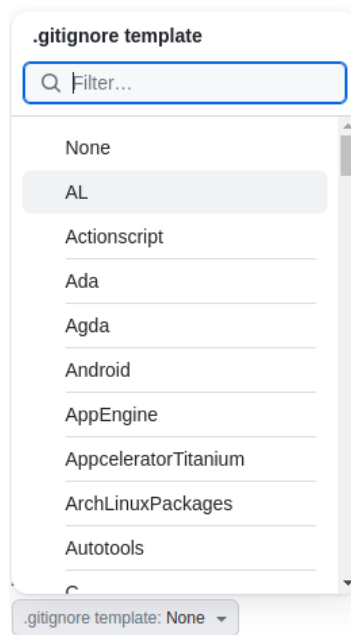 .gitignore template
Filter...
None
AL
Actionscript
Ada
Agda
Android
AppEngine
AppceleratorTitanium
ArchLinuxPackages
Autotools
C
.gitignore template: None